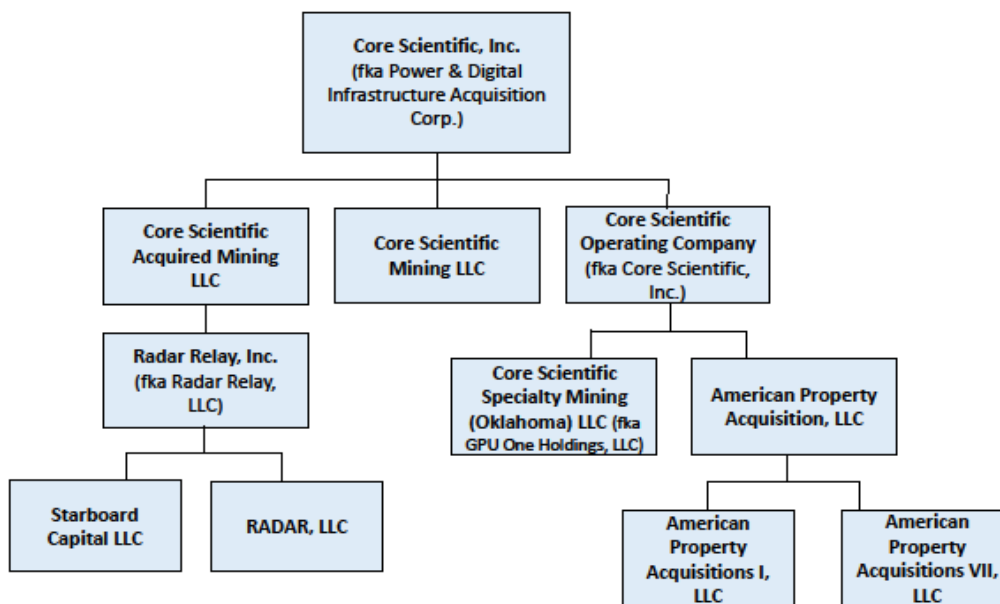 Core Scientific, Inc.
(fka Power & Digital
Infrastructure Acquisition
Corp.)
Core Scientific
Acquired Mining
LLC
Core Scientific
Mining LLC
Core Scientific
Operating Company
(fka Core Scientific,
Inc.)
Radar Relay, Inc.
(fka Radar Relay,
LLC)
Core Scientific
Specialty Mining
(Oklahoma) LLC (fka
GPU One Holdings, LLC)
American Property
Acquisition, LLC
Starboard
Capital LLC
RADAR, LLC
American
Property
Acquisitions I,
LLC
American
Property
Acquisitions VII,
LLC